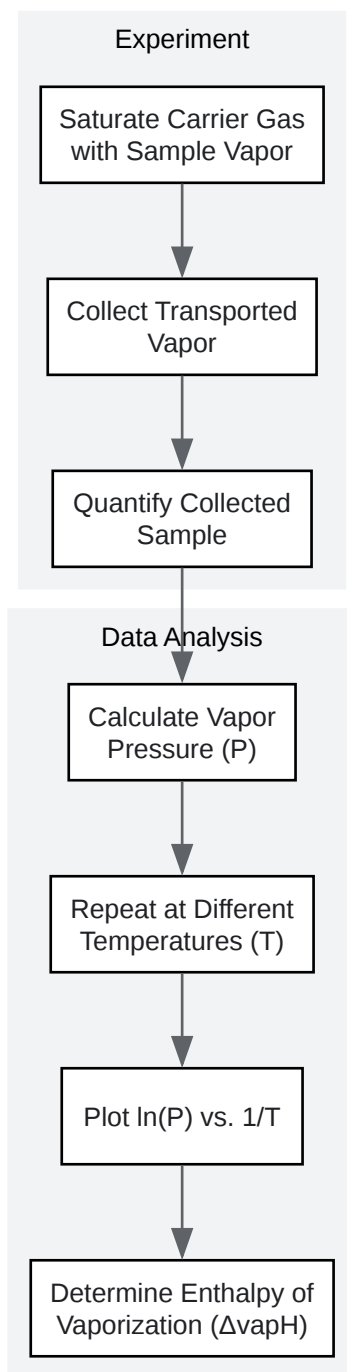 Experiment
Saturate Carrier Gas
with Sample Vapor
Collect Transported
Vapor
Quantify Collected
Sample
Data Analysis
Calculate Vapor
Pressure (P)
Repeat at Different
Temperatures (T)
Plot ln(P) vs. 1/T
Determine Enthalpy of
Vaporization (ΔvapH)